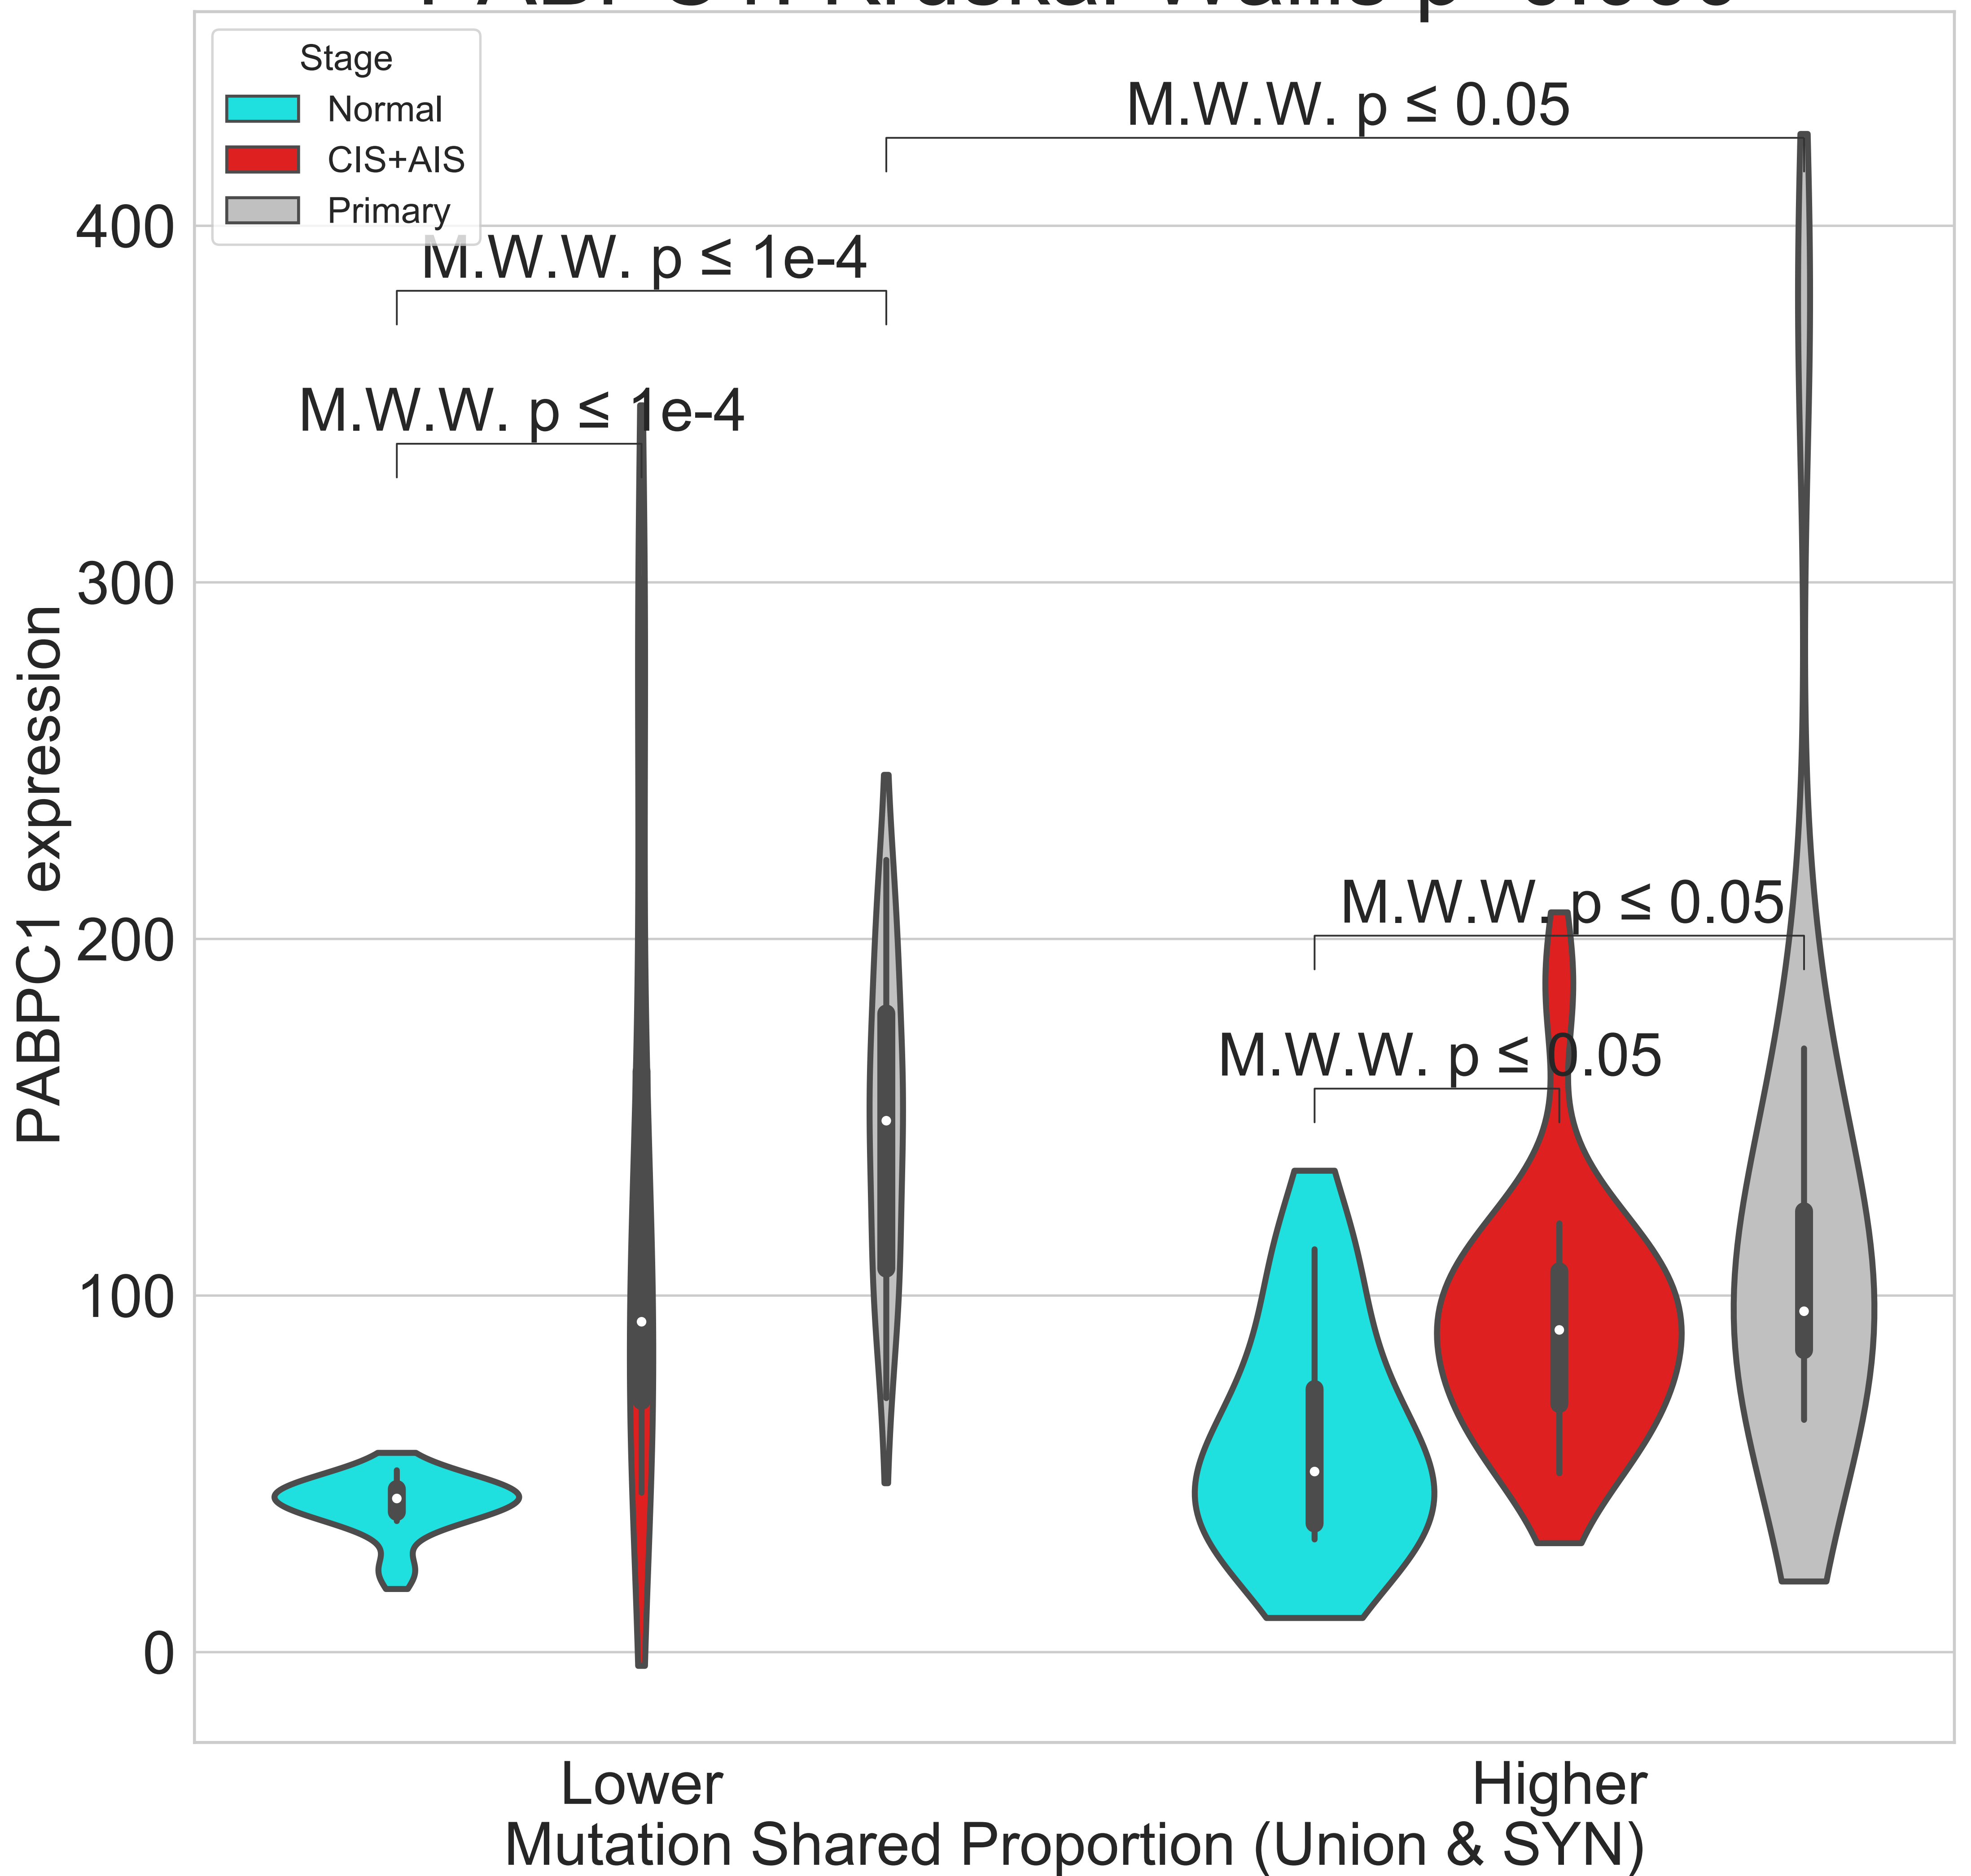 Stage
Normal
CIS+AIS
Primary
M.W.W. p ≤ 0.05
M.W.W. p ≤ 1e-4
M.W.W. p ≤ 1e-4
M.W.W. p ≤ 0.05
M.W.W. p ≤ 0.05
400
300
200
100
0
PABPC1 expression
Lower
Higher
Mutation Shared Proportion (Union & SYN)